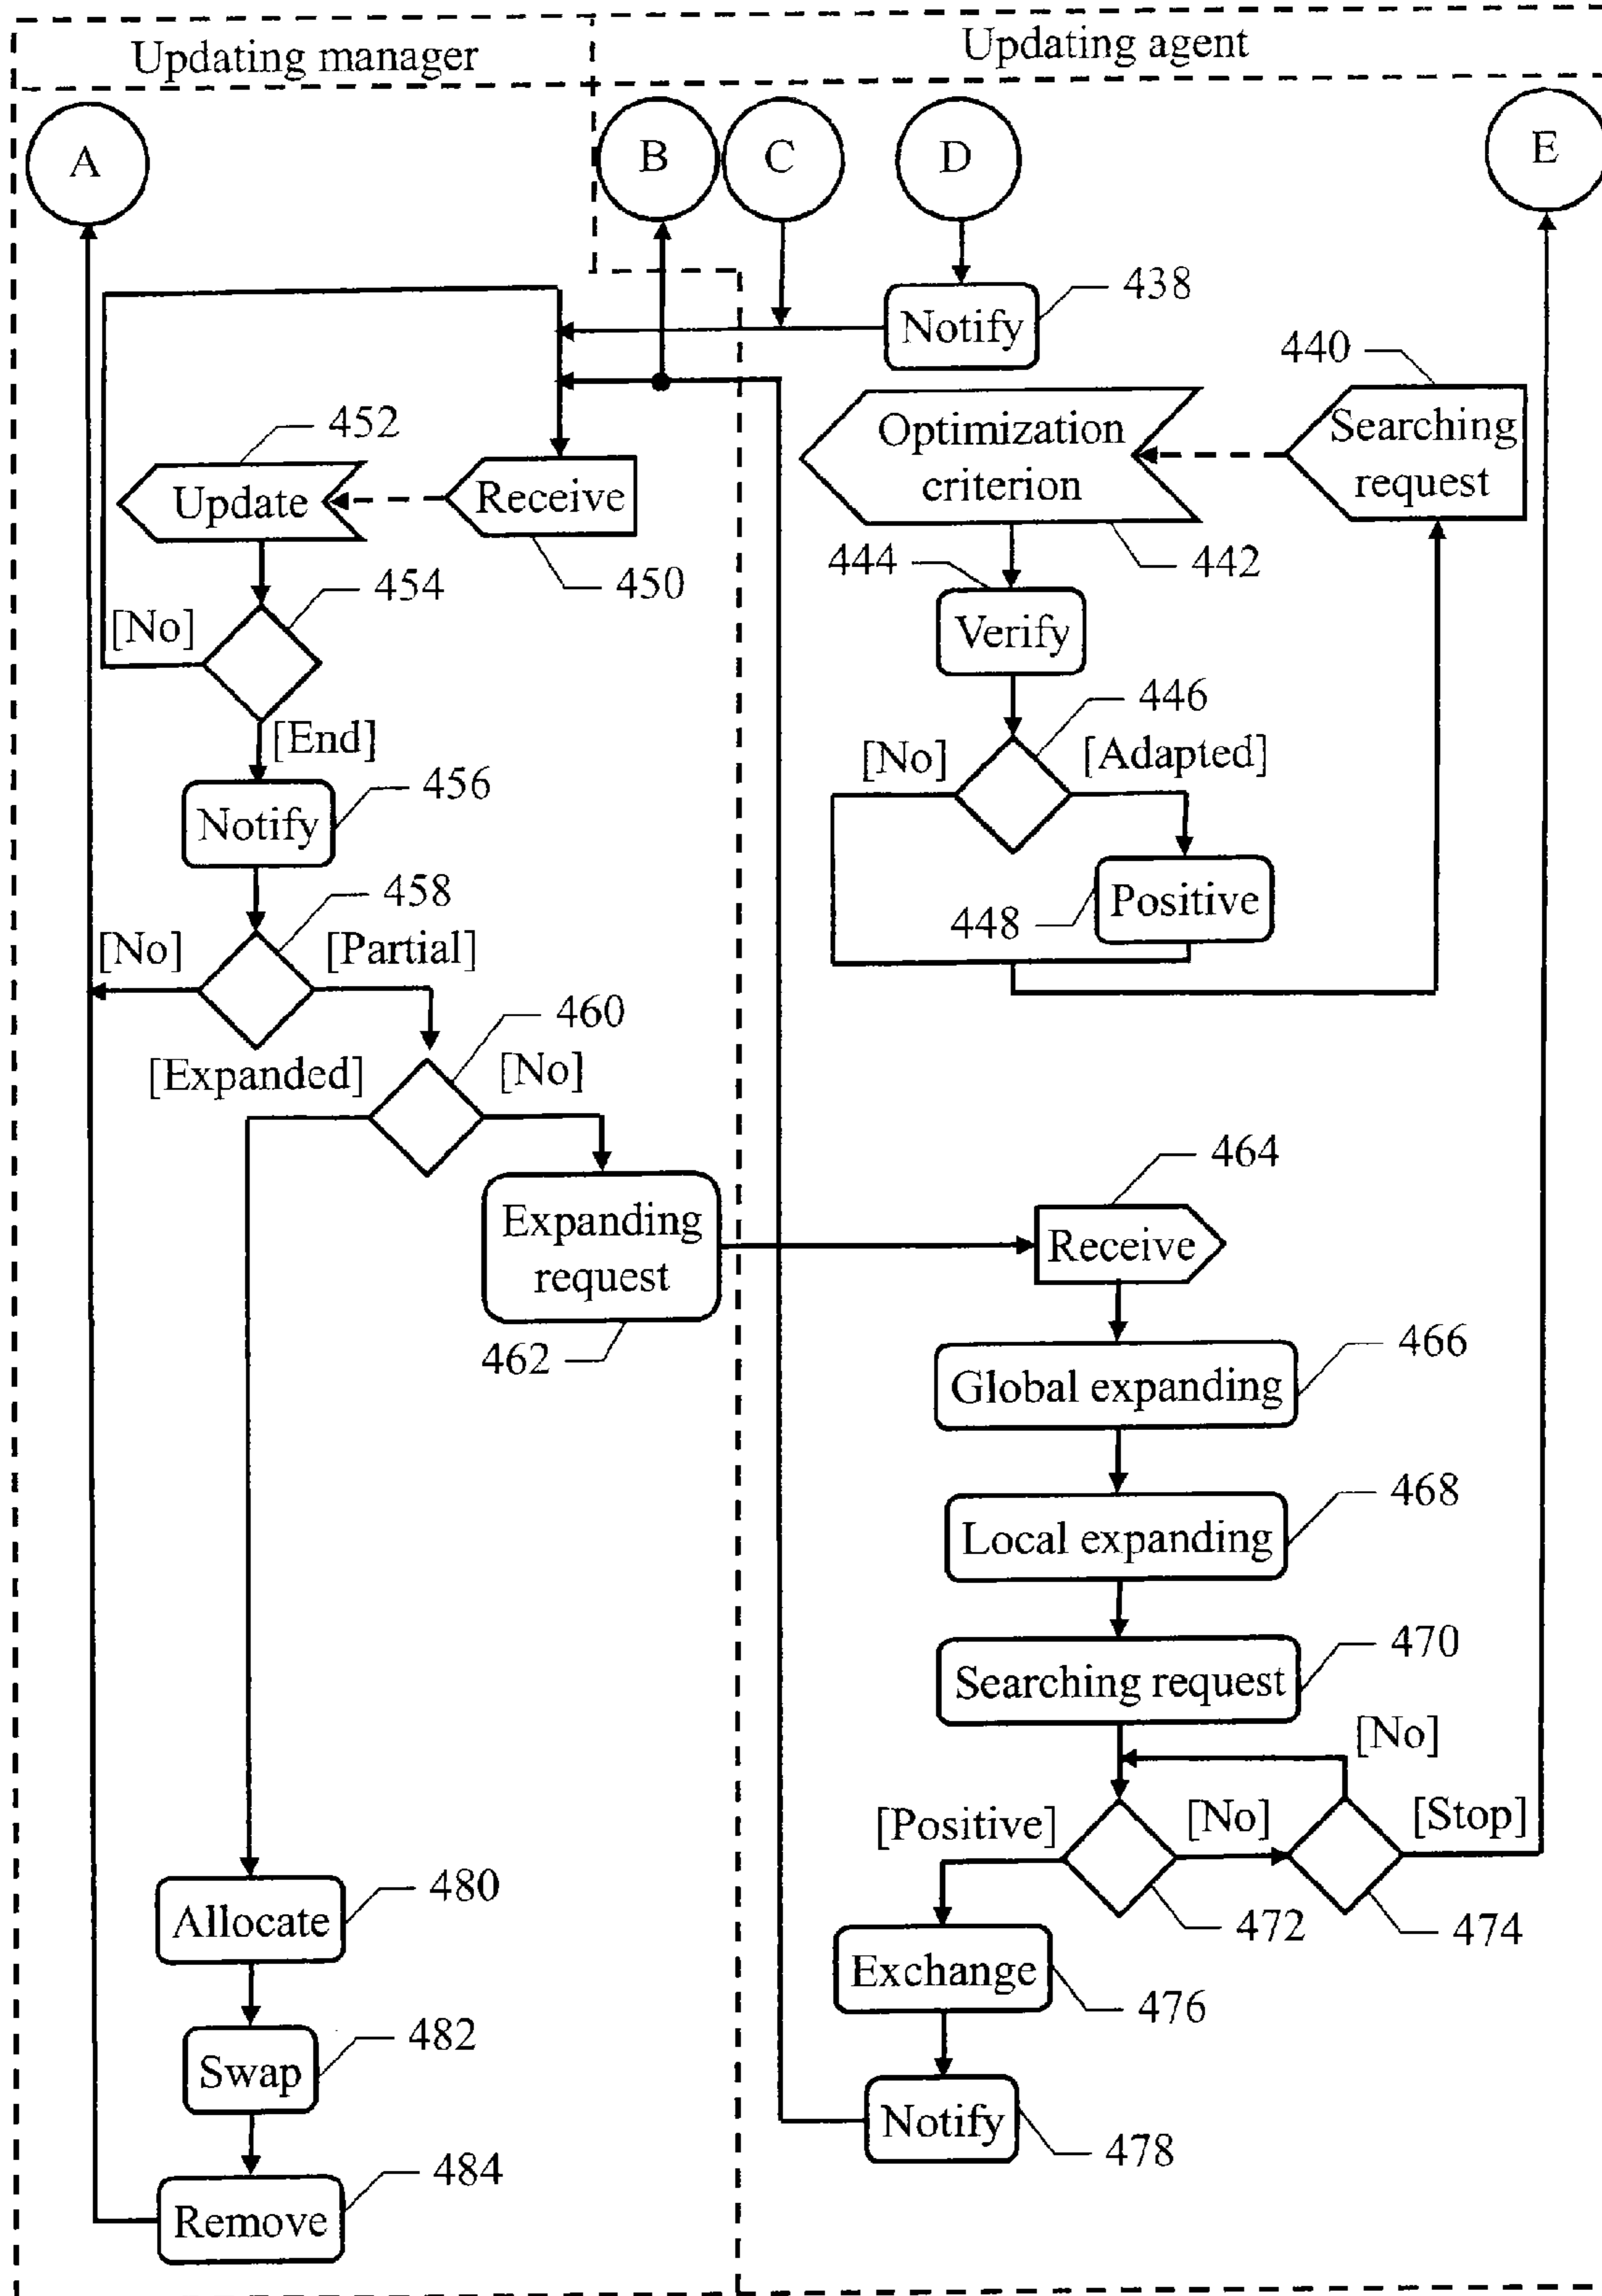 Updating manager
Updating agent
A
B
C
D
E
438
Notify
440
Searching
request
Optimization
criterion
442
452
Update
Receive
450
444
Verify
454
[No]
[End]
446
[No]
[Adapted]
456
Notify
448
Positive
458
[No]
[Partial]
460
[Expanded]
[No]
Expanding
request
462
464
Receive
466
Global expanding
468
Local expanding
470
Searching request
[No]
[Positive]
[No]
[Stop]
472
474
480
Allocate
Exchange
476
482
Swap
Notify
478
484
Remove